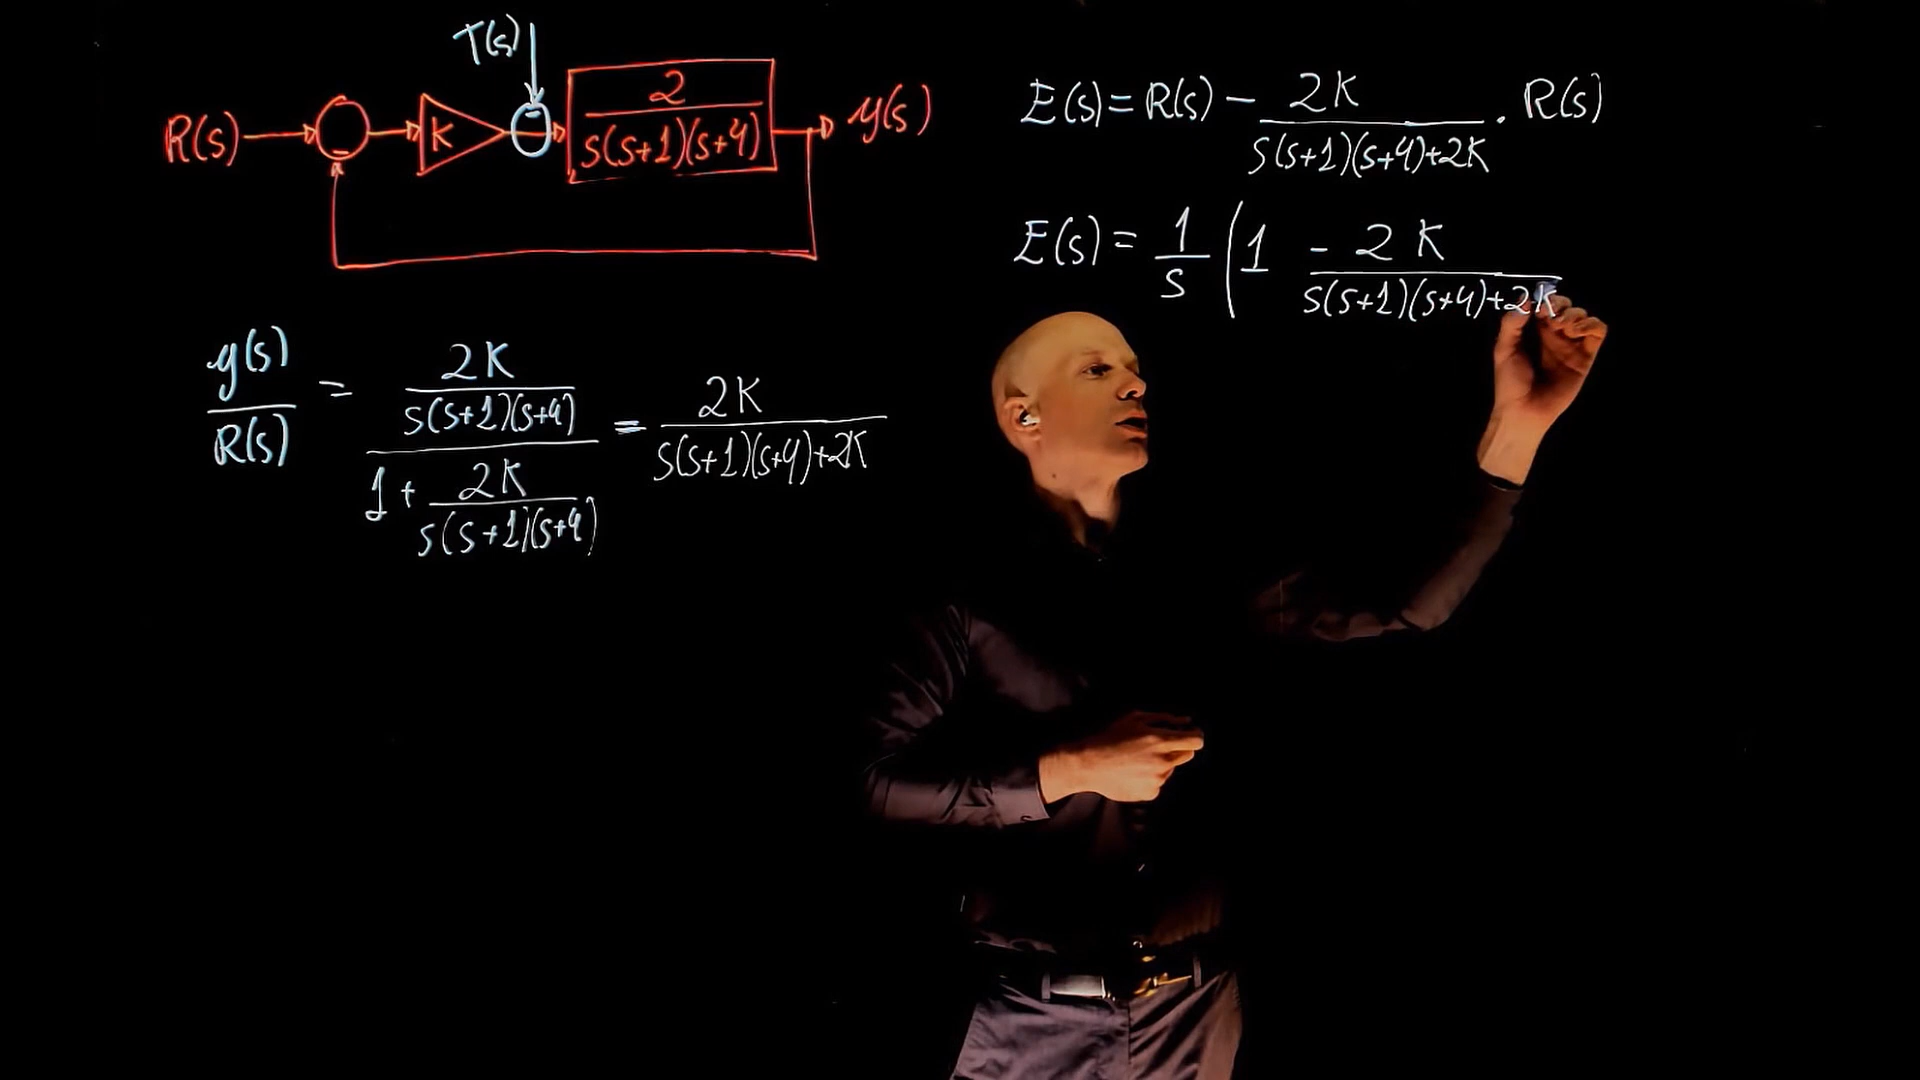 T(s)
R(s) - K - 2 / s(s+1)(s+4) y(s)
-
y(s)/R(s) = (2K / s(s+1)(s+4)) / (1 + 2K / s(s+1)(s+4)) = 2K / s(s+1)(s+4)+2K
E(s) = R(s) - 2K / s(s+1)(s+4)+2K . R(s)
E(s) = 1/s (1 - 2K / s(s+1)(s+4)+2K